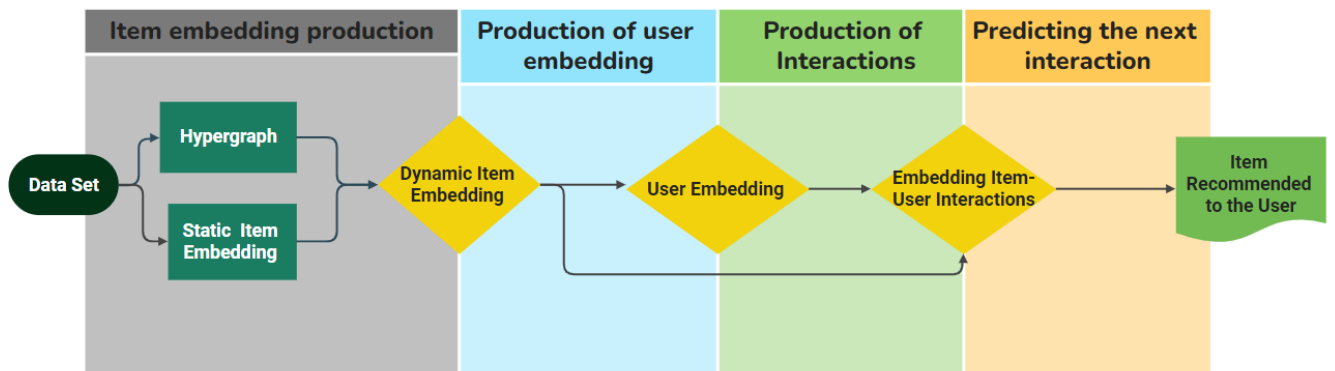 Item embedding production
Production of user
embedding
Production of
Interactions
Predicting the next
interaction
Data Set
Hypergraph
Static Item
Embedding
Dynamic Item
Embedding
User Embedding
Embedding Item-
User Interactions
Item
Recommended
to the User